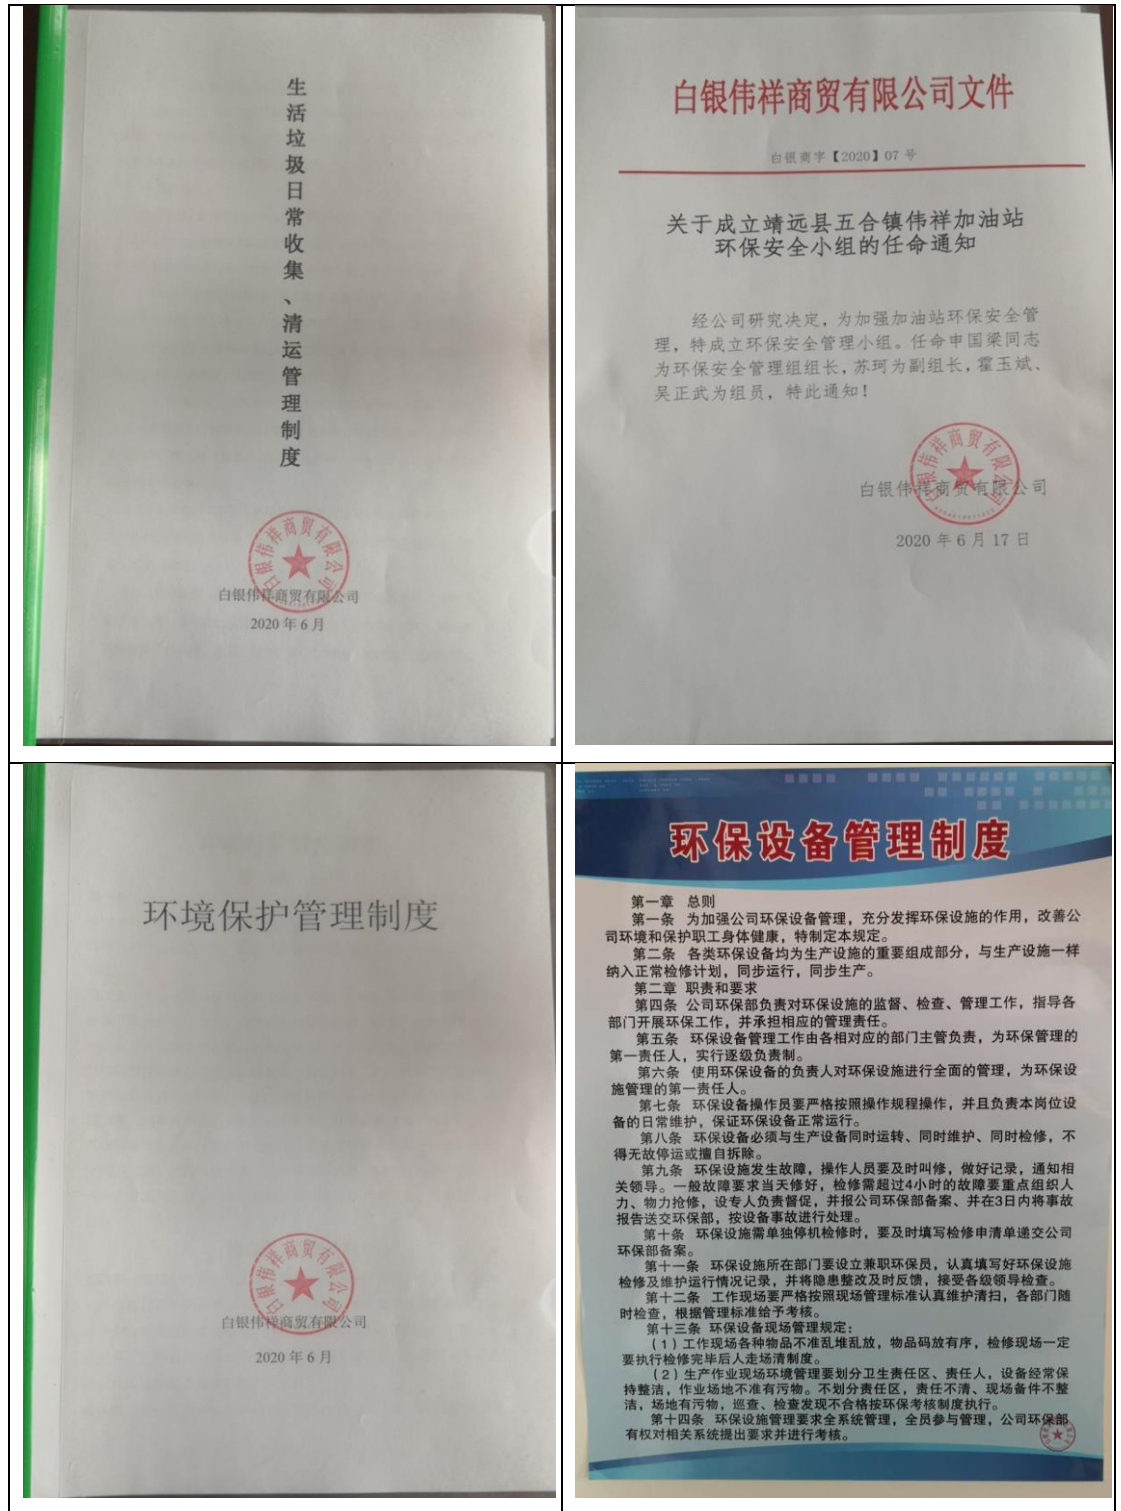 生活垃圾日常收集、清运管理制度
白银伟祥商贸有限公司
白银伟祥商贸有限公司
2020年6月
白银伟祥商贸有限公司文件
白银商字【2020】07号
关于成立靖远县五合镇伟祥加油站
环保安全小组的任命通知
经公司研究决定，为加强加油站环保安全管
理，特成立环保安全管理小组。任命申国梁同志
为环保安全管理组组长，苏珂为副组长，霍玉斌、
吴正武为组员，特此通知！
白银伟祥商贸有限公司
白银伟祥商贸有限公司
2020年6月17日
环境保护管理制度
白银伟祥商贸有限公司
白银伟祥商贸有限公司
2020年6月
环保设备管理制度
第一章 总则
第一条 为加强公司环保设备管理，充分发挥环保设施的作用，改善公
司环境和保护职工身体健康，特制定本规定。
第二条 各类环保设备均为生产设施的重要组成部分，与生产设施一样
纳入正常检修计划，同步运行，同步生产。
第二章 职责和要求
第四条 公司环保部负责对环保设施的监督、检查、管理工作，指导各
部门开展环保工作，并承担相应的管理责任。
第五条 环保设备管理工作由各相对应的部门主管负责，为环保管理的
第一责任人，实行逐级负责制。
第六条 使用环保设备的负责人对环保设施进行全面的管理，为环保设
施管理的第一责任人。
第七条 环保设备操作员要严格按照操作规程操作，并且负责本岗位设
备的日常维护，保证环保设备正常运行。
第八条 环保设备必须与生产设备同时运转、同时维护、同时检修，不
得无故停运或擅自拆除。
第九条 环保设施发生故障，操作人员要及时叫修，做好记录，通知相
关领导。一般故障要求当天修好，检修需超过4小时的故障要重点组织人
力、物力抢修，设专人负责督促，并报公司环保部备案、并在3日内将事故
报告送交环保部，按设备事故进行处理。
第十条 环保设施需单独停机检修时，要及时填写检修申请单递交公司
环保部备案。
第十一条 环保设施所在部门要设立兼职环保员，认真填写好环保设施
检修及维护运行情况记录，并将隐患整改及时反馈，接受各级领导检查。
第十二条 工作现场要严格按照现场管理标准认真维护清扫，各部门随
时检查，根据管理标准给予考核。
第十三条 环保设备现场管理规定：
（1）工作现场各种物品不准乱堆乱放，物品码放有序，检修现场一定
要执行检修完毕后人走场清制度。
（2）生产作业现场环境管理要划分卫生责任区、责任人，设备经常保
持整洁，作业场地不准有污物。不划分责任区，责任不清、现场备件不整
洁，场地有污物，巡查、检查发现不合格按环保考核制度执行。
第十四条 环保设施管理要求全系统管理，全员参与管理，公司环保部
有权对相关系统提出要求并进行考核。